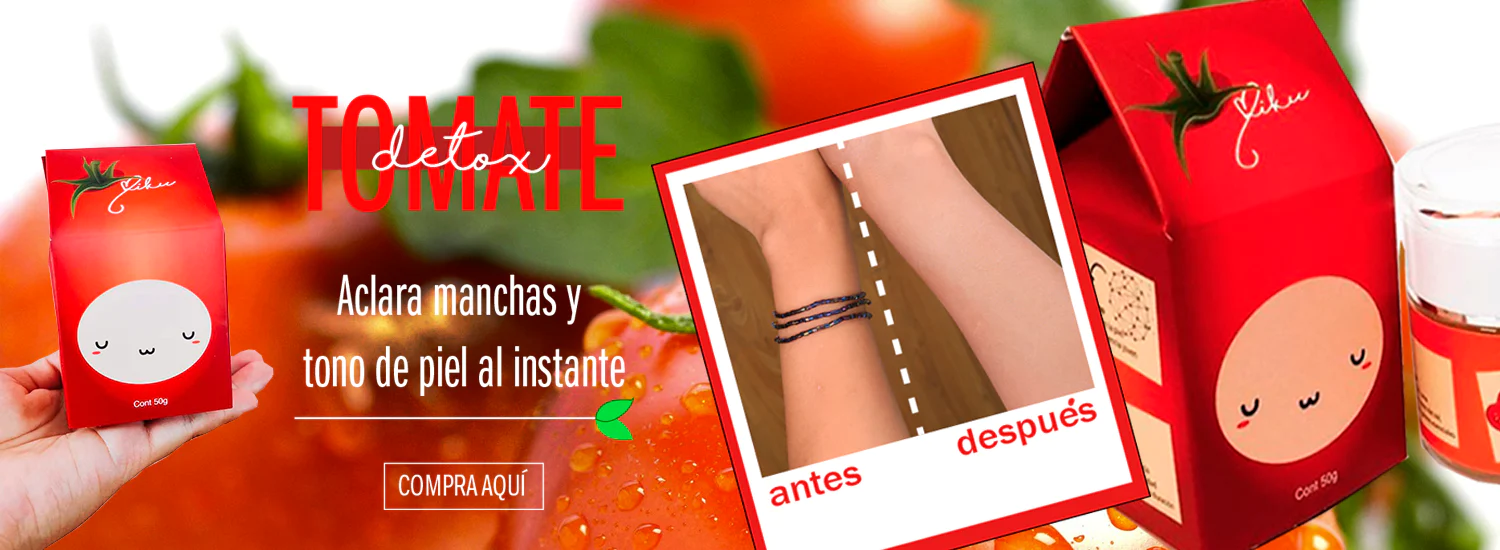 TOMATE
detox
Aclara manchas y
tono de piel al instante
COMPRA AQUÍ
Yiku
Cont 50g
antes
después
Yiku
Cont 50g